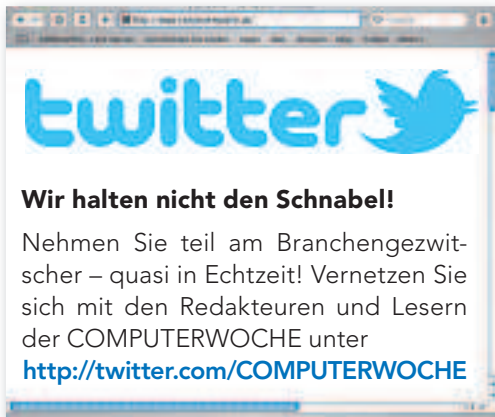 twitter
Wir halten nicht den Schnabel!
Nehmen Sie teil am Branchengezwit-
scher – quasi in Echtzeit! Vernetzen Sie
sich mit den Redakteuren und Lesern
der COMPUTERWOCHE unter
http://twitter.com/COMPUTERWOCHE